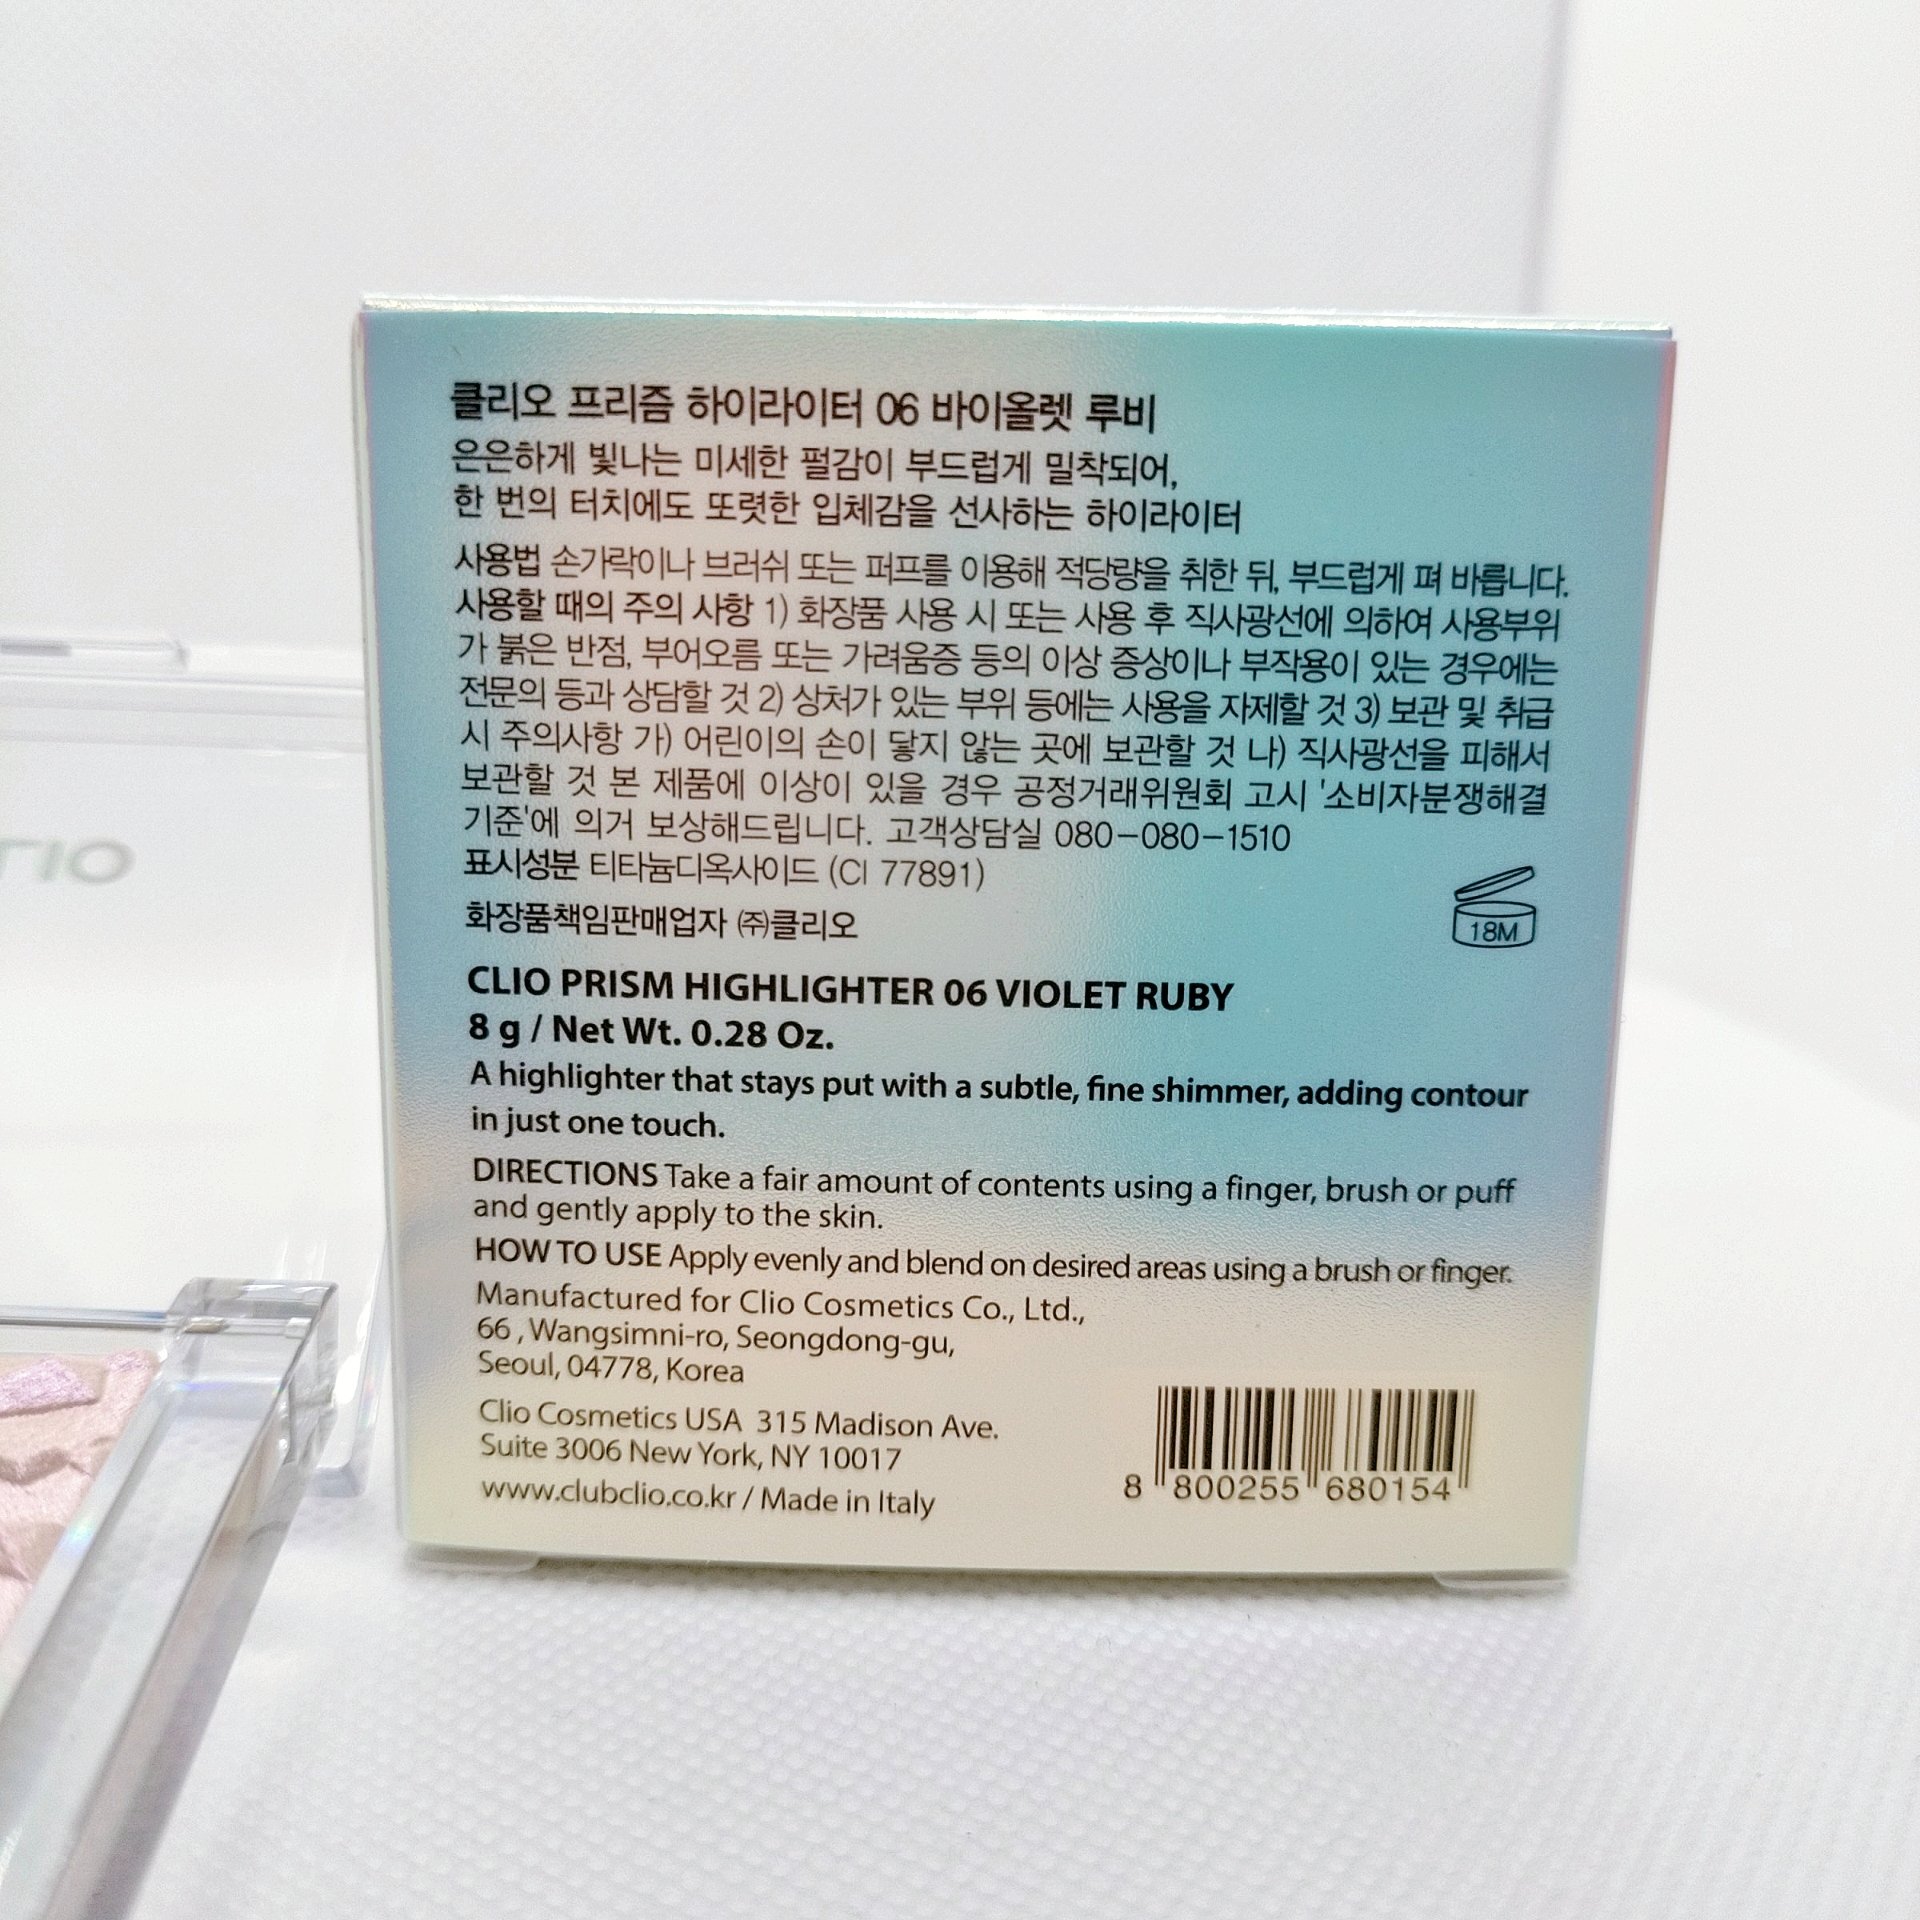 클리오 프리즘 하이라이터 06 바이올렛 루비
은은하게 빛나는 미세한 펄감이 부드럽게 밀착되어,
한 번의 터치에도 또렷한 입체감을 선사하는 하이라이터
사용법 손가락이나 브러쉬 또는 퍼프를 이용해 적당량을 취한 뒤, 부드럽게 펴 바릅니다.
사용할 때의 주의 사항 1) 화장품 사용 시 또는 사용 후 직사광선에 의하여 사용부위
가 붉은 반점, 부어오름 또는 가려움증 등의 이상 증상이나 부작용이 있는 경우에는
전문의 등과 상담할 것 2) 상처가 있는 부위 등에는 사용을 자제할 것 3) 보관 및 취급
시 주의사항 가) 어린이의 손이 닿지 않는 곳에 보관할 것 나) 직사광선을 피해서
보관할 것 본 제품에 이상이 있을 경우 공정거래위원회 고시 '소비자분쟁해결
기준'에 의거 보상해드립니다. 고객상담실 080-080-1510
표시성분 티타늄디옥사이드 (CI 77891)
화장품책임판매업자 ㈜클리오
18M
CLIO PRISM HIGHLIGHTER 06 VIOLET RUBY
8 g / Net Wt. 0.28 Oz.
A highlighter that stays put with a subtle, fine shimmer, adding contour
in just one touch.
DIRECTIONS Take a fair amount of contents using a finger, brush or puff
and gently apply to the skin.
HOW TO USE Apply evenly and blend on desired areas using a brush or finger.
Manufactured for Clio Cosmetics Co., Ltd.,
66 , Wangsimni-ro, Seongdong-gu,
Seoul, 04778, Korea
Clio Cosmetics USA 315 Madison Ave.
Suite 3006 New York, NY 10017
www.clubclio.co.kr / Made in Italy
8 800255 680154